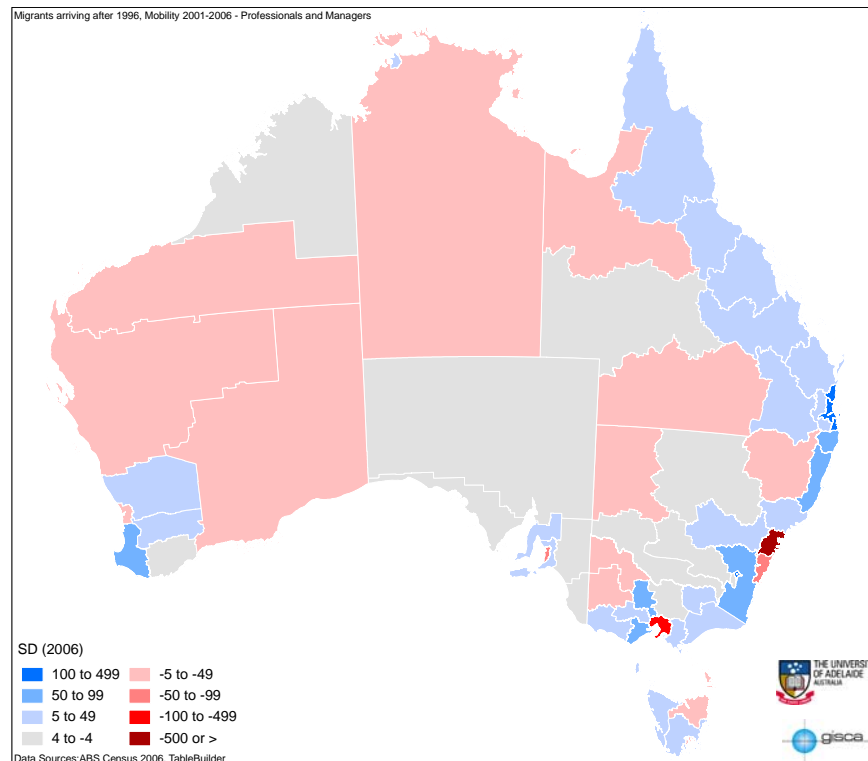 Migrants arriving after 1996, Mobility 2001-2006 - Professionals and Managers
SD (2006)
100 to 499 -5 to -49
50 to 99 -50 to -99
5 to 49 -100 to -499
4 to -4 -500 or >
THE UNIVERSI
OF ADELAIDE
AUSTRALIA
gisca
Data Sources:ABS Census 2006, TableBuilder